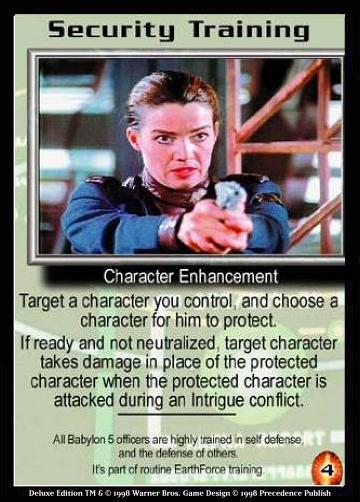 Security Training
Character Enhancement
Target a character you control, and choose a
character for him to protect.
If ready and not neutralized, target character
takes damage in place of the protected
character when the protected character is
attacked during an Intrigue conflict.
All Babylon 5 officers are highly trained in self defense,
and the defense of others.
It's part of routine EarthForce training.
4
Deluxe Edition TM & © 1998 Warner Bros. Game Design © 1998 Precedence Publish